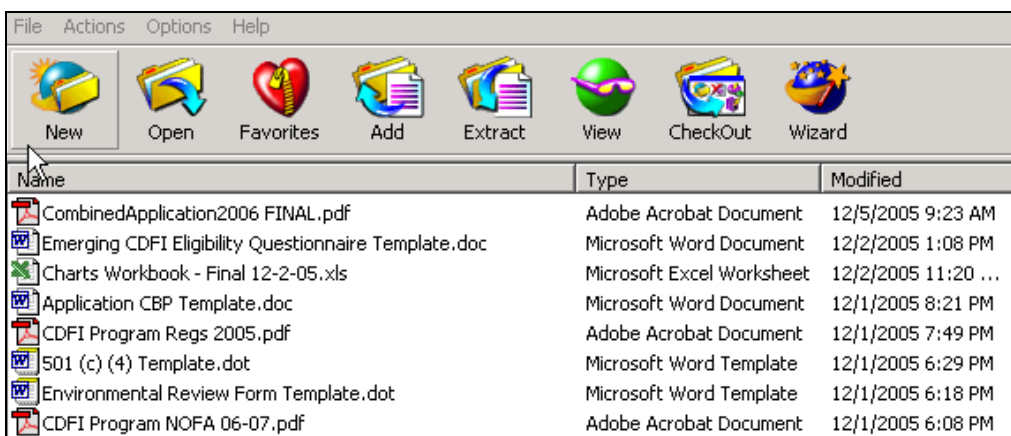 File Actions Options Help
New Open Favorites Add Extract View CheckOut Wizard
Name Type Modified
CombinedApplication2006 FINAL.pdf Adobe Acrobat Document 12/5/2005 9:23 AM
Emerging CDFI Eligibility Questionnaire Template.doc Microsoft Word Document 12/2/2005 1:08 PM
Charts Workbook - Final 12-2-05.xls Microsoft Excel Worksheet 12/2/2005 11:20 ...
Application CBP Template.doc Microsoft Word Document 12/1/2005 8:21 PM
CDFI Program Regs 2005.pdf Adobe Acrobat Document 12/1/2005 7:49 PM
501 (c) (4) Template.dot Microsoft Word Template 12/1/2005 6:29 PM
Environmental Review Form Template.dot Microsoft Word Template 12/1/2005 6:18 PM
CDFI Program NOFA 06-07.pdf Adobe Acrobat Document 12/1/2005 6:08 PM